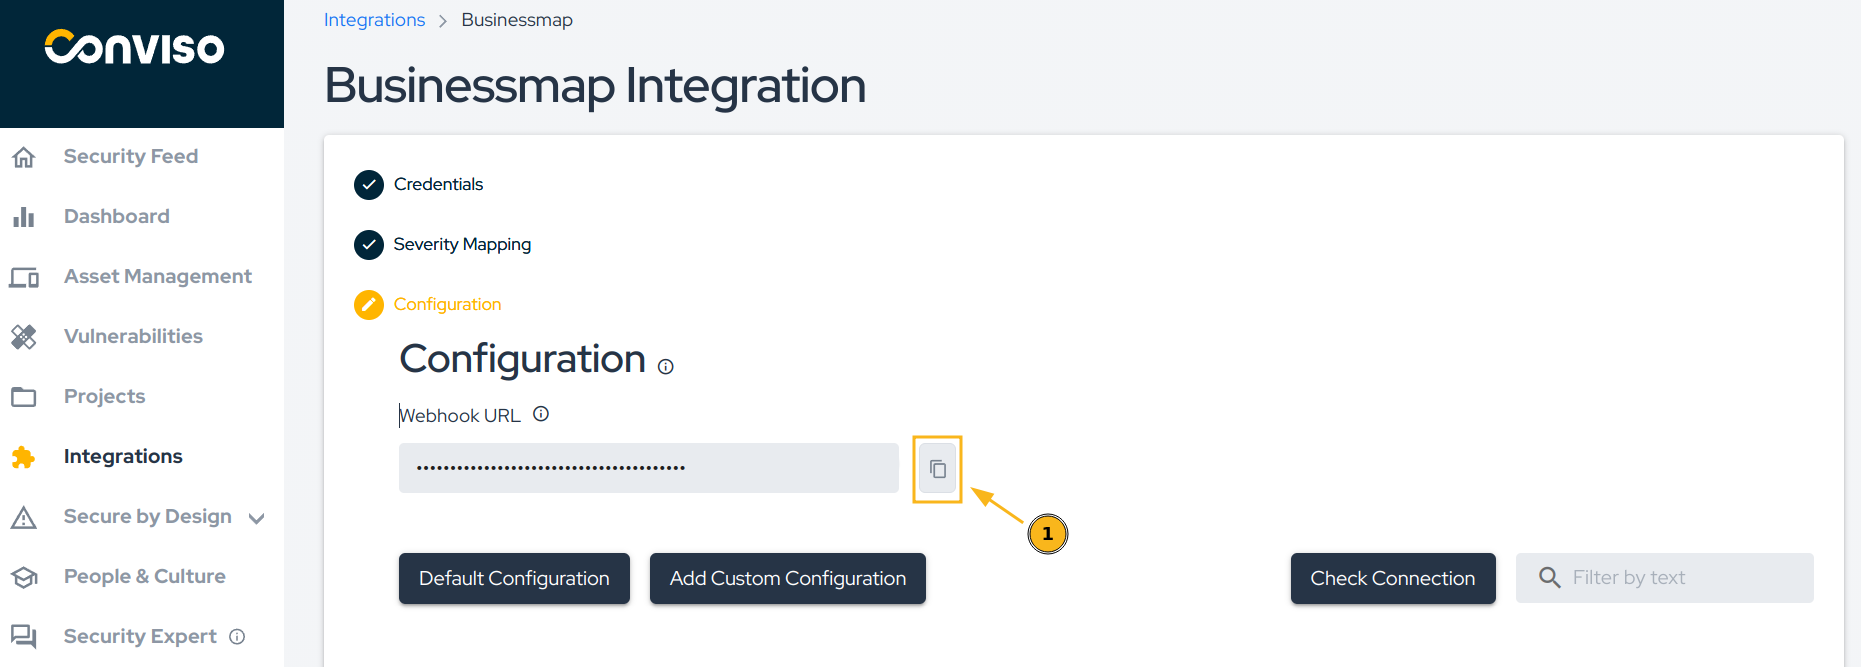 CONVISO
Security Feed
Dashboard
Asset Management
Vulnerabilities
Projects
Integrations
Secure by Design
People & Culture
Security Expert
Integrations > Businessmap
Businessmap Integration
Credentials
Severity Mapping
Configuration
Configuration
Webhook URL
••••••••••••••••••••••••••••••••••••••••
1
Default Configuration Add Custom Configuration Check Connection Filter by text